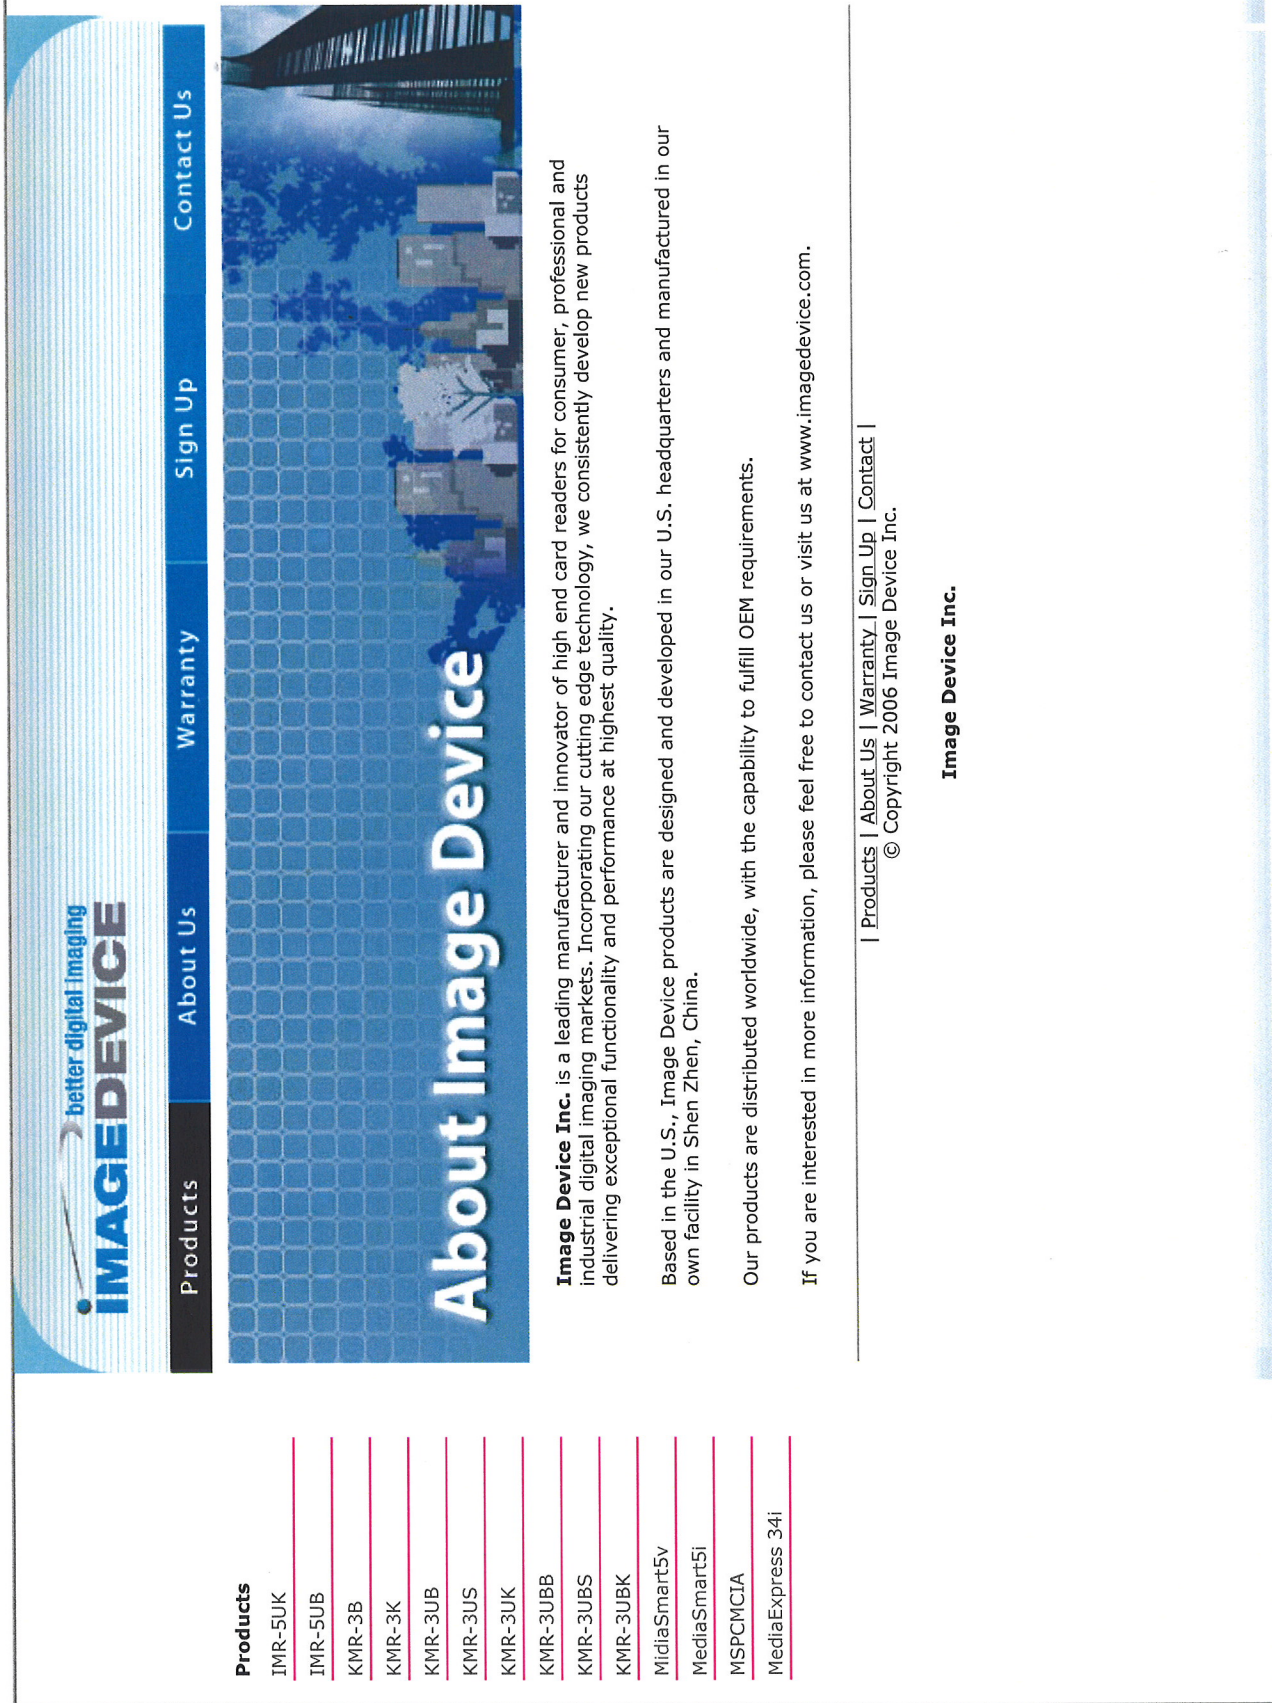 better digital imaging
iMAGEDEVICE
Products About Us Warranty Sign Up Contact Us
About Image Device
Products
IMR-5UK
IMR-5UB
KMR-3B
KMR-3K
KMR-3UB
KMR-3US
KMR-3UK
KMR-3UBB
KMR-3UBS
KMR-3UBK
MidiaSmart5v
MediaSmart5i
MSPCMCIA
MediaExpress 34i
Image Device Inc. is a leading manufacturer and innovator of high end card readers for consumer, professional and
industrial digital imaging markets. Incorporating our cutting edge technology, we consistently develop new products
delivering exceptional functionality and performance at highest quality.
Based in the U.S., Image Device products are designed and developed in our U.S. headquarters and manufactured in our
own facility in Shen Zhen, China.
Our products are distributed worldwide, with the capability to fulfill OEM requirements.
If you are interested in more information, please feel free to contact us or visit us at www.imagedevice.com.
| Products | About Us | Warranty | Sign Up | Contact |
© Copyright 2006 Image Device Inc.
Image Device Inc.